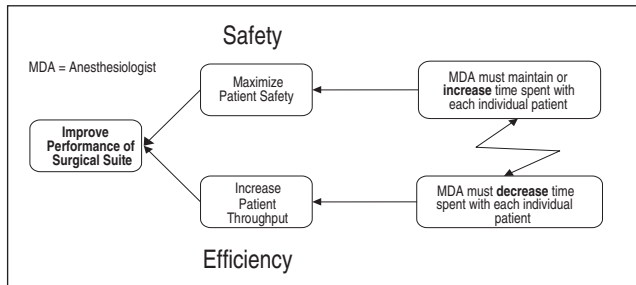 Safety
MDA = Anesthesiologist
Maximize
Patient Safety
MDA must maintain or
increase time spent with
each individual patient
Improve
Performance of
Surgical Suite
Increase
Patient
Throughput
MDA must decrease time
spent with each individual
patient
Efficiency